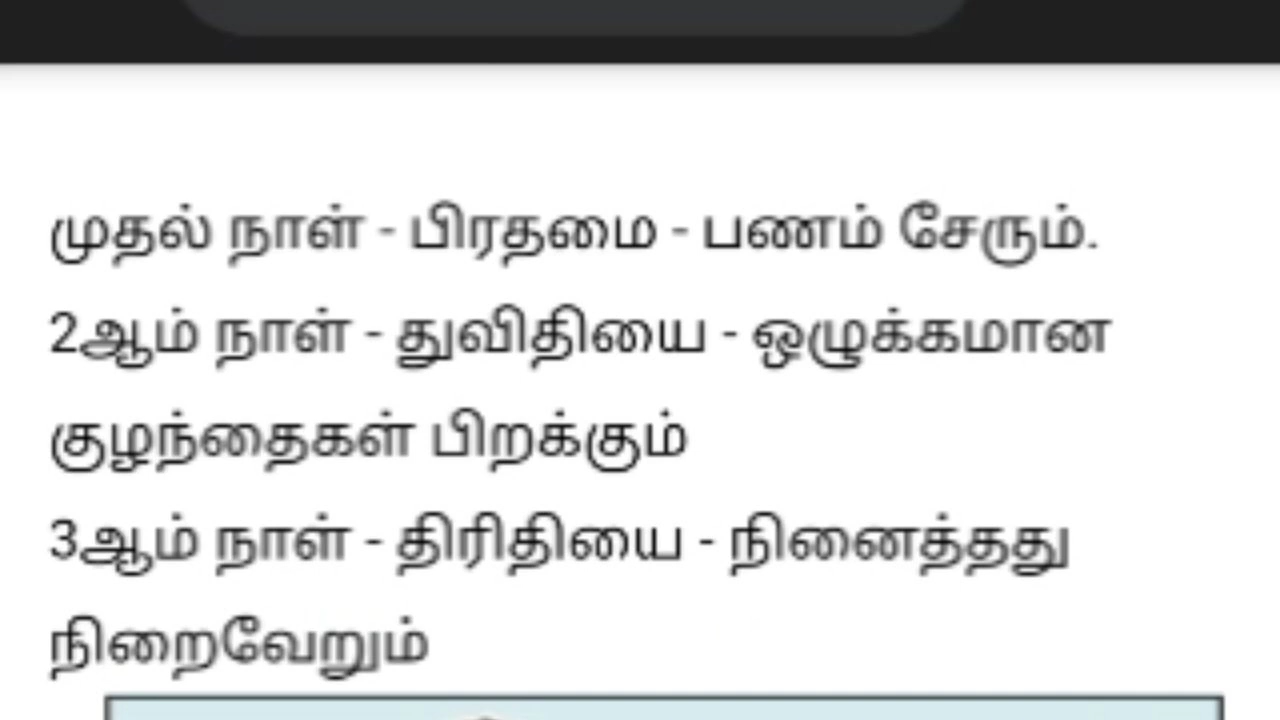 முதல் நாள் - பிரதமை - பணம் சேரும்.
2ஆம் நாள் - துவிதியை - ஒழுக்கமான
குழந்தைகள் பிறக்கும்
3ஆம் நாள் - திரிதியை - நினைத்தது
நிறைவேறும்